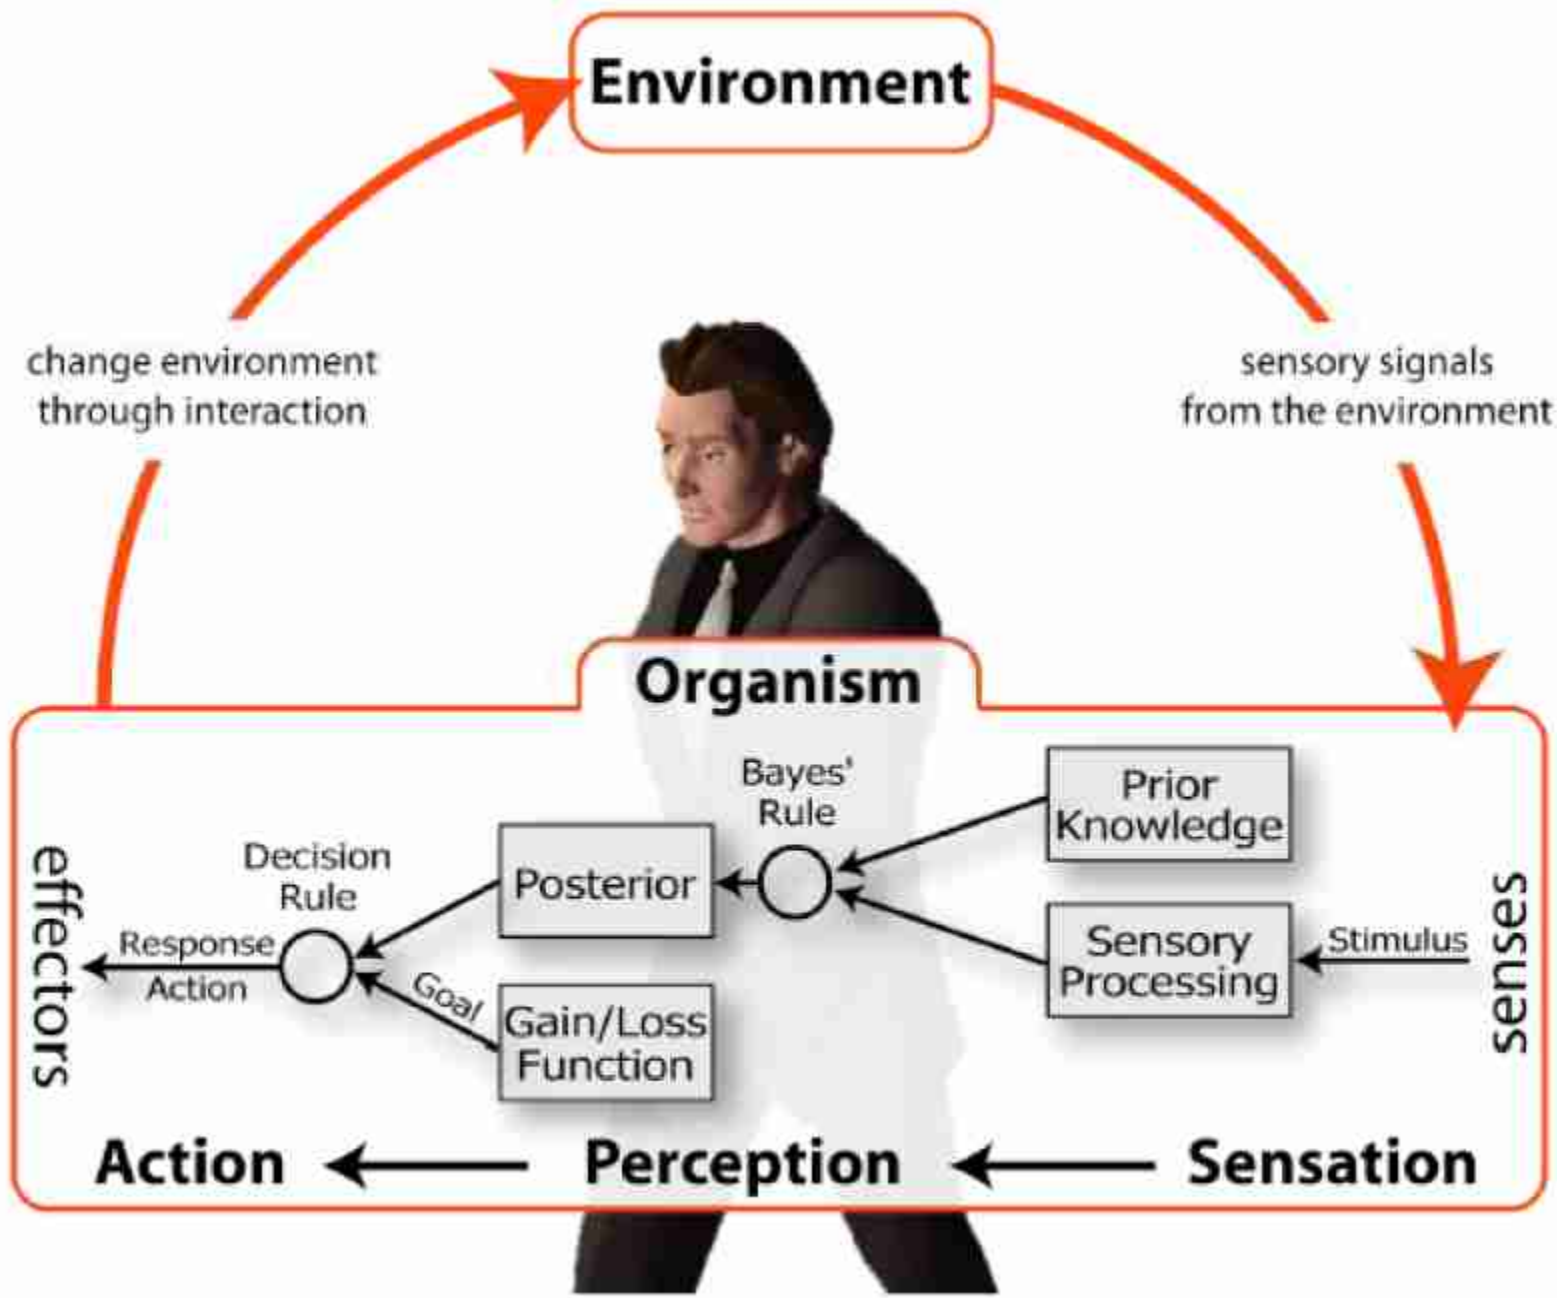 Environment
change environment
through interaction
sensory signals
from the environment
Organism
Bayes'
Rule
Prior
Knowledge
Decision
Rule
Posterior
Sensory
Processing
Stimulus
senses
effectors
Response
Action
Goal
Gain/Loss
Function
Action
Perception
Sensation